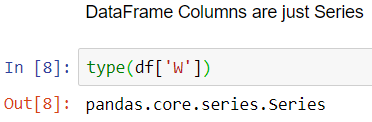 DataFrame Columns are just Series
In [8]: type(df['W'])
Out[8]: pandas.core.series.Series